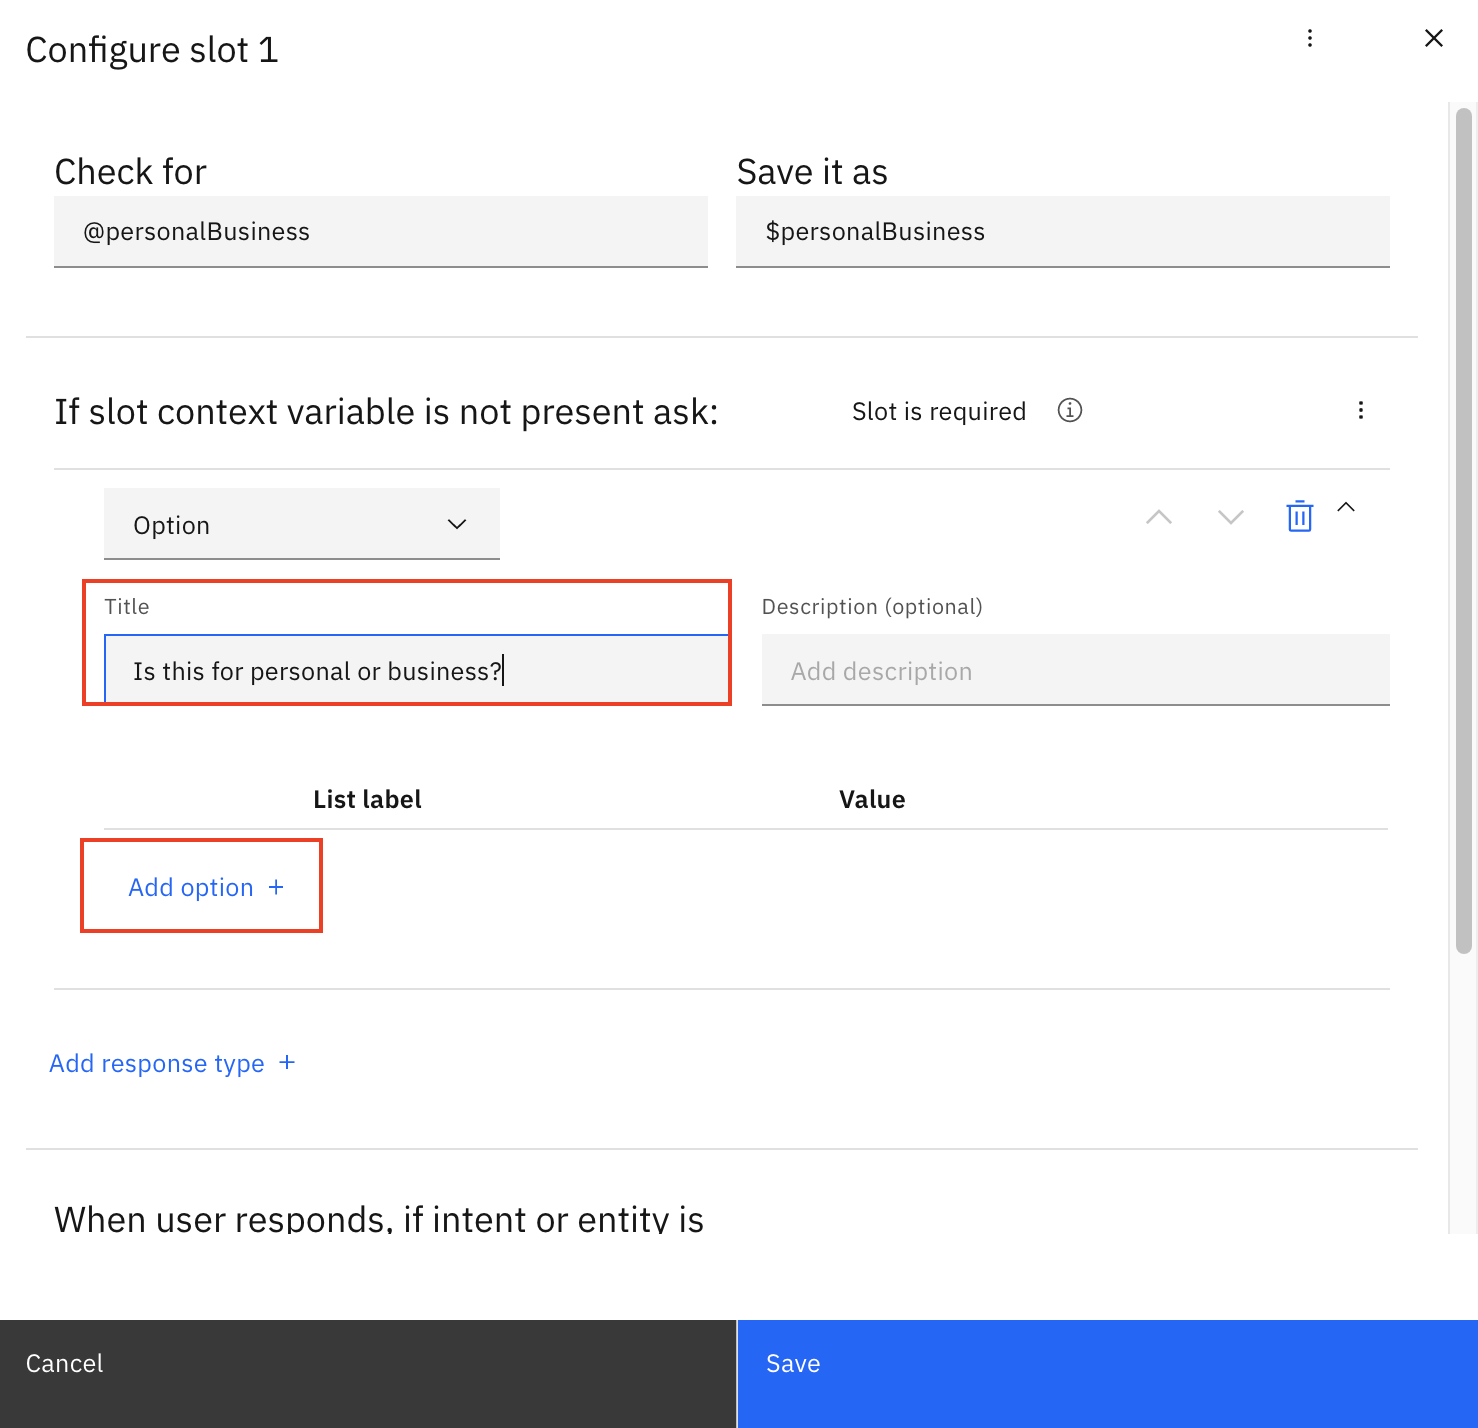 Configure slot 1
Check for
Save it as
@personalBusiness
$personalBusiness
If slot context variable is not present ask:
Slot is required
Option
Title
Description (optional)
Is this for personal or business?
Add description
List label
Value
Add option +
Add response type +
When user responds, if intent or entity is
Cancel
Save